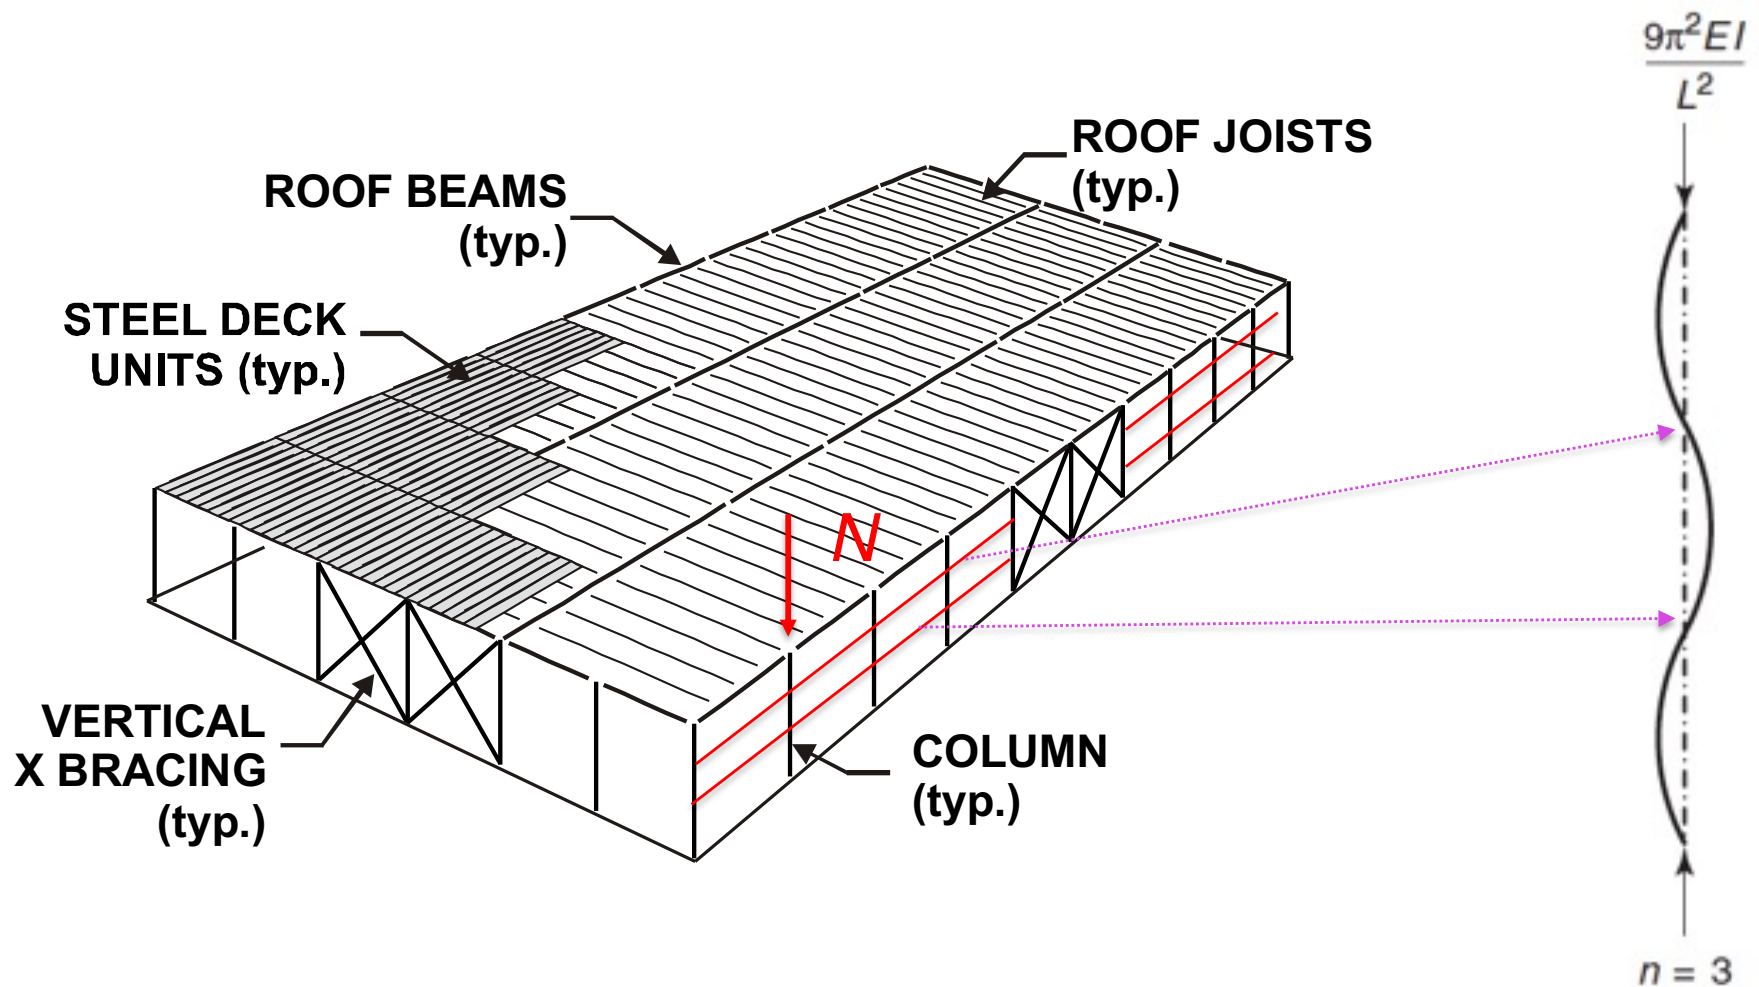 9π²EI
L²
ROOF JOISTS
(typ.)
ROOF BEAMS
(typ.)
STEEL DECK
UNITS (typ.)
N
VERTICAL
X BRACING
(typ.)
COLUMN
(typ.)
n = 3